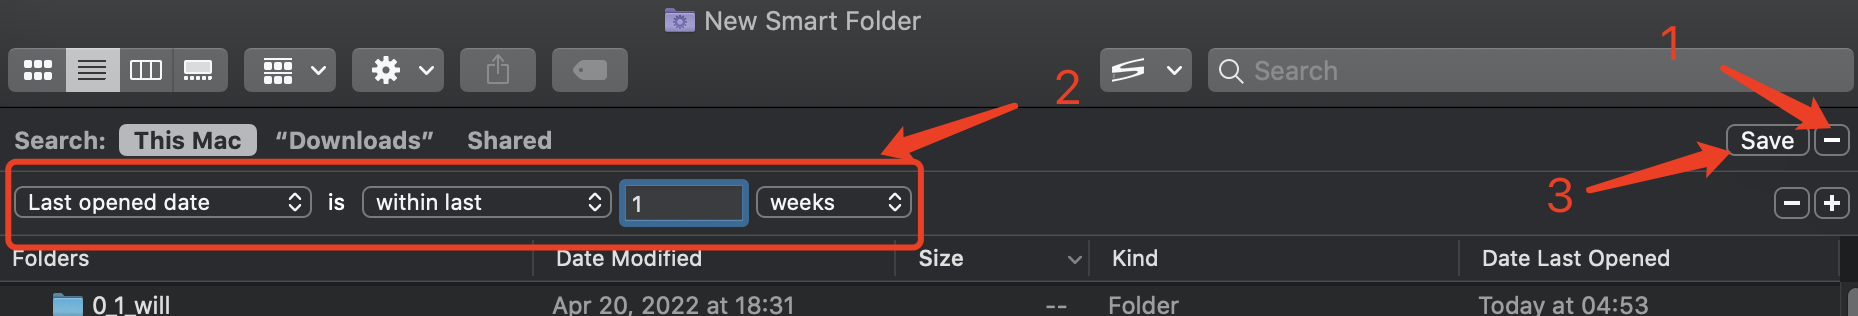 New Smart Folder
1
Search
2
Search: This Mac “Downloads” Shared Save
3
Last opened date is within last 1 weeks
Folders Date Modified Size Kind Date Last Opened
0_1_will Apr 20, 2022 at 18:31 -- Folder Today at 04:53